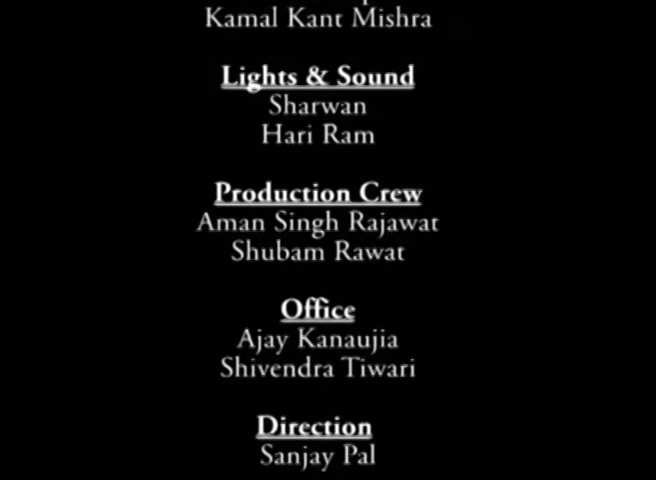 Kamal Kant Mishra
Lights & Sound
Sharwan
Hari Ram
Production Crew
Aman Singh Rajawat
Shubam Rawat
Office
Ajay Kanaujia
Shivendra Tiwari
Direction
Sanjay Pal